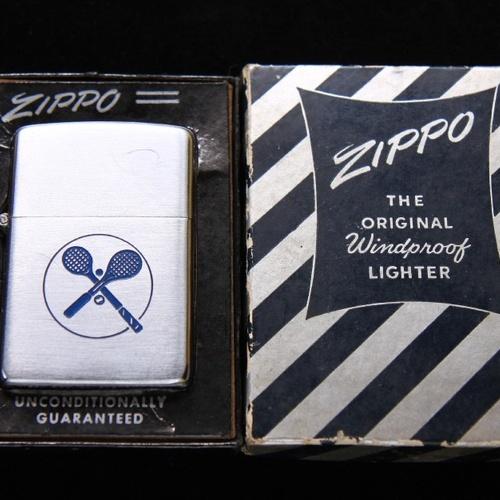 ZIPPO
UNCONDITIONALLY
GUARANTEED
ZIPPO
THE
ORIGINAL
Windproof
LIGHTER